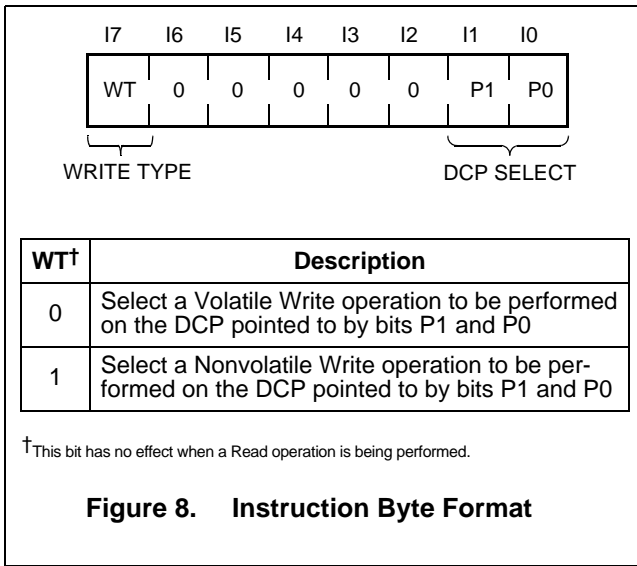 I7 I6 I5 I4 I3 I2 I1 I0
WT 0 0 0 0 0 P1 P0
WRITE TYPE DCP SELECT
WT† Description
0 Select a Volatile Write operation to be performed
on the DCP pointed to by bits P1 and P0
1 Select a Nonvolatile Write operation to be per-
formed on the DCP pointed to by bits P1 and P0
†This bit has no effect when a Read operation is being performed.
Figure 8. Instruction Byte Format